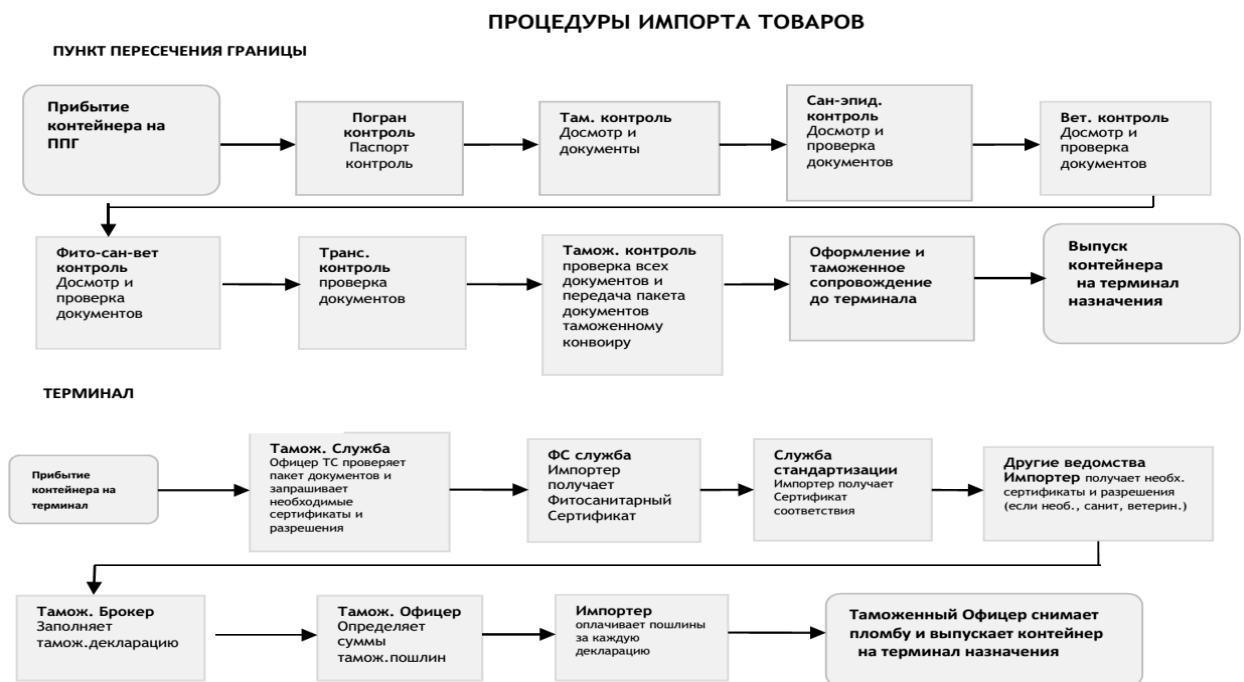 ПРОЦЕДУРЫ ИМПОРТА ТОВАРОВ
ПУНКТ ПЕРЕСЕЧЕНИЯ ГРАНИЦЫ
Прибытие
контейнера на
ППГ
Погран
контроль
Паспорт
контроль
Там. контроль
Досмотр и
документы
Сан-эпид.
контроль
Досмотр и
проверка
документов
Вет. контроль
Досмотр и
проверка
документов
Фито-сан-вет
контроль
Досмотр и
проверка
документов
Транс.
контроль
проверка
документов
Тамож. контроль
проверка всех
документов и
передача пакета
документов
таможенному
конвоиру
Оформление и
таможенное
сопровождение
до терминала
Выпуск
контейнера
на терминал
назначения
ТЕРМИНАЛ
Прибытие
контейнера на
терминал
Тамож. Служба
Офицер ТС проверяет
пакет документов и
запрашивает
необходимые
сертификаты и
разрешения
ФС служба
Импортер
получает
Фитосанитарный
Сертификат
Служба
стандартизации
Импортер получает
Сертификат
соответствия
Другие ведомства
Импортер получает необх.
сертификаты и разрешения
(если необ., санит, ветерин.)
Тамож. Брокер
Заполняет
тамож.декларацию
Тамож. Офицер
Определяет
суммы
тамож.пошлин
Импортер
оплачивает пошлины
за каждую
декларацию
Таможенный Офицер снимает
пломбу и выпускает контейнер
на терминал назначения